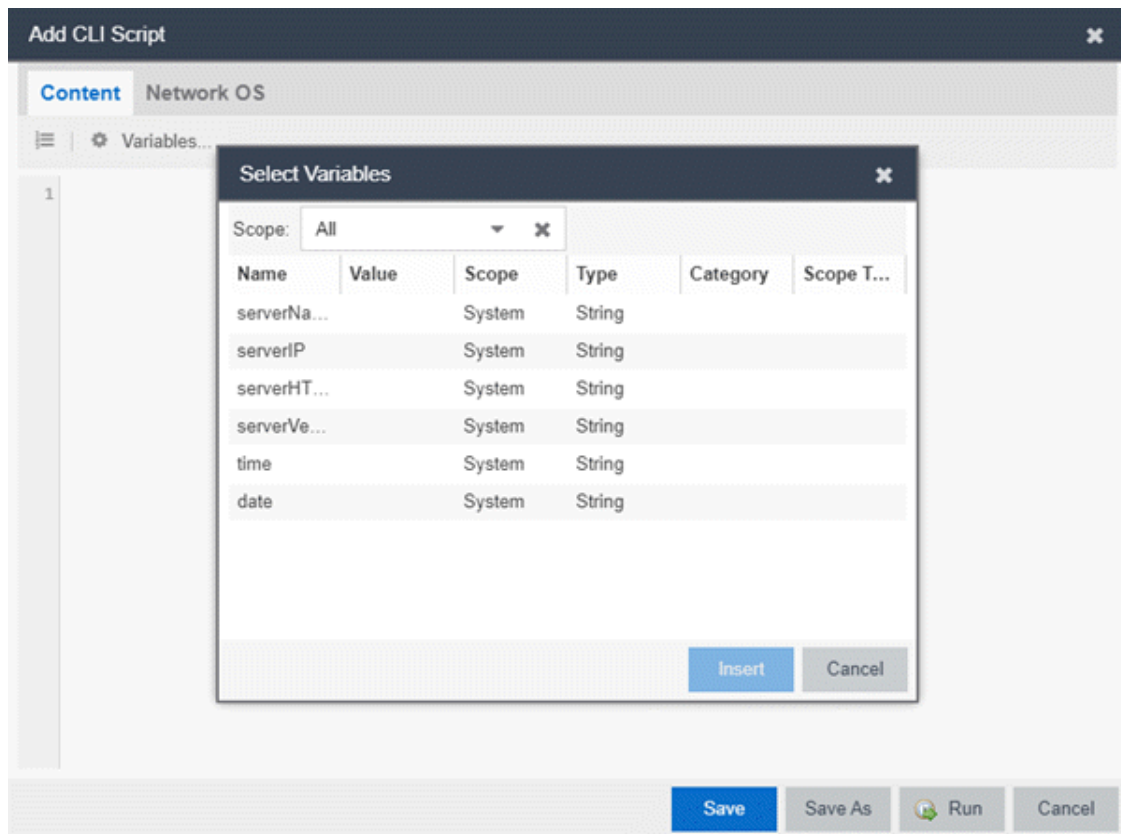 Add CLI Script
Content Network OS
Variables...
1
Select Variables
Scope: All
Name Value Scope Type Category Scope T...
serverNa... System String
serverIP System String
serverHT... System String
serverVe... System String
time System String
date System String
Insert Cancel
Save Save As Run Cancel